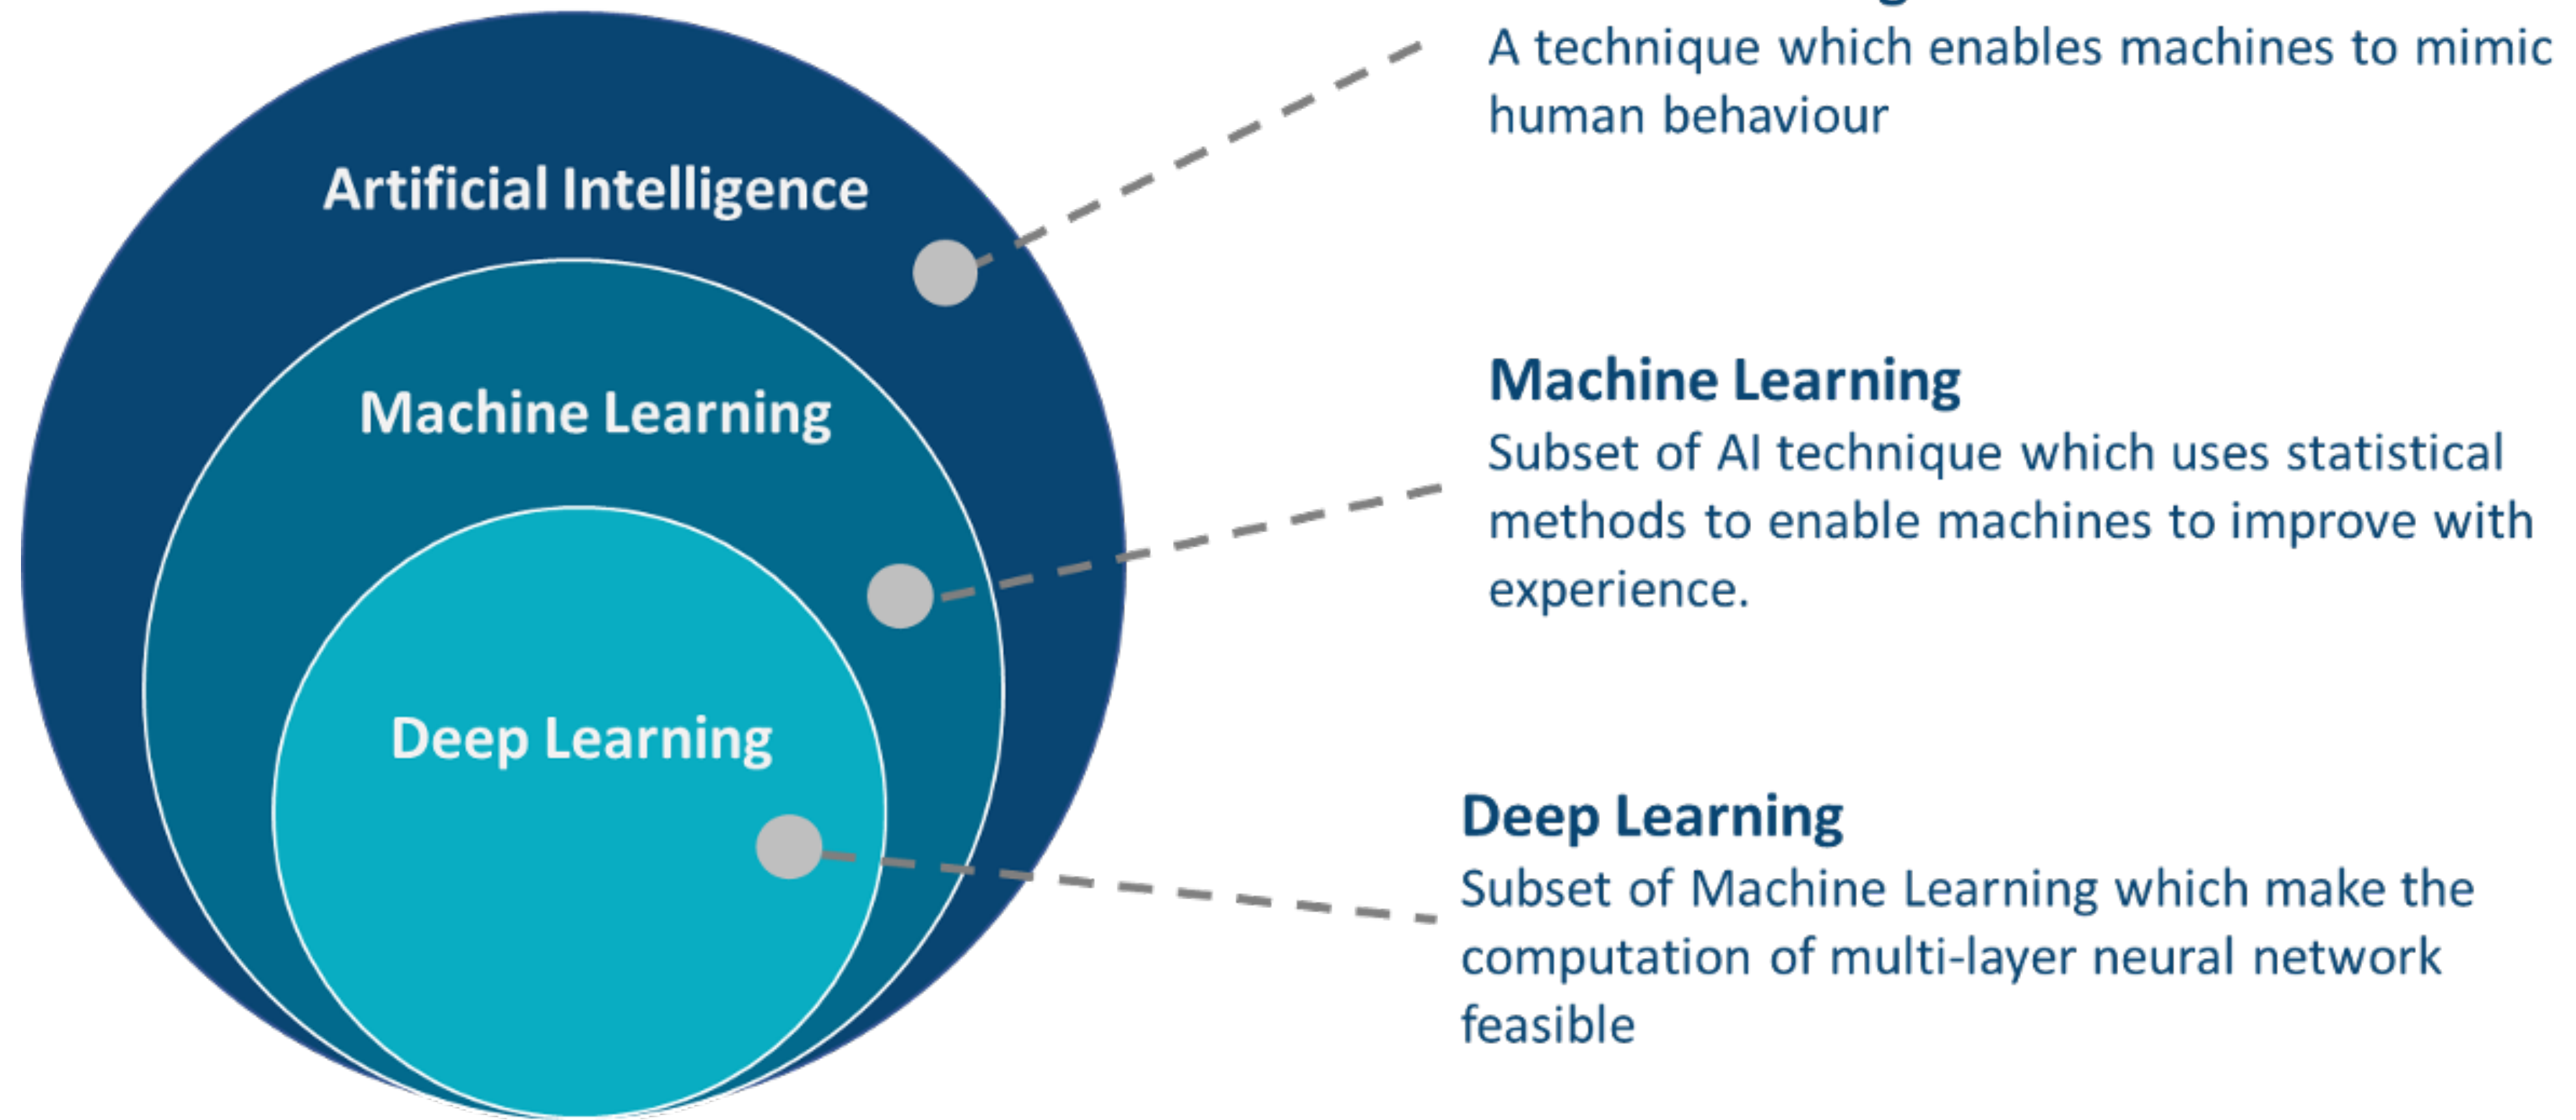 A technique which enables machines to mimic
human behaviour
Artificial Intelligence
Machine Learning
Machine Learning
Subset of AI technique which uses statistical
methods to enable machines to improve with
experience.
Deep Learning
Deep Learning
Subset of Machine Learning which make the
computation of multi-layer neural network
feasible